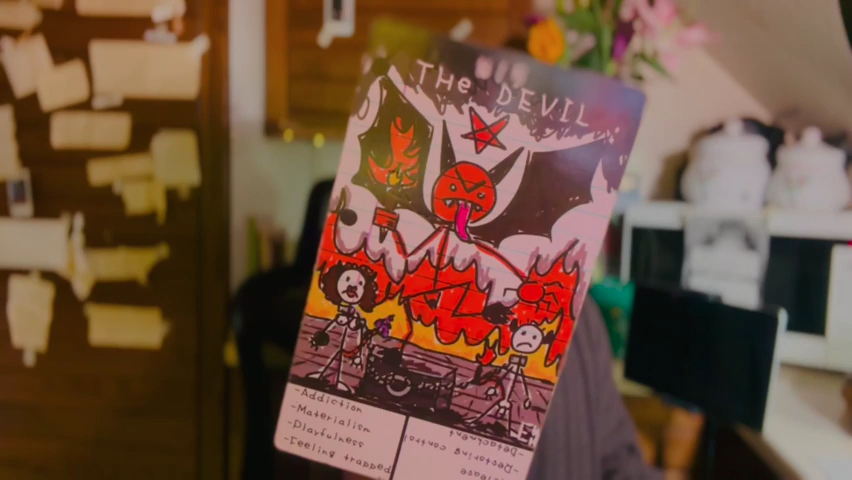 THe DEVIL
-Addiction
-Materialism
-Playfulness
-Feeling trapped
-Detachment
-Restoring control
Release